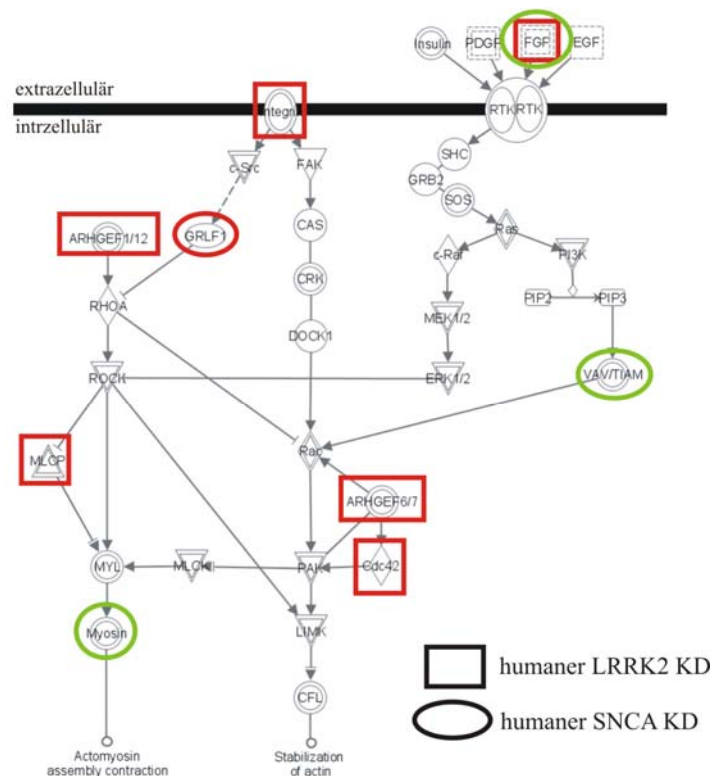 Insulin PDGF FGF EGF
extrazellulär
intrzellulär
Integrin RTK RTK
c-Src FAK SHC
GRB2
SOS
ARHGEF1/12 GRLF1 CAS Ras
c-Raf PI3K
CRK
RHOA PIP2 PIP3
MEK1/2
DOCK1
ROCK ERK1/2 VAV/TIAM
MLCP Rac
ARHGEF6/7
MYL MLCK PAK Cdc42
Myosin LIMK
humaner LRRK2 KD
CFL
humaner SNCA KD
Actomyosin
assembly contraction
Stabilization
of actin